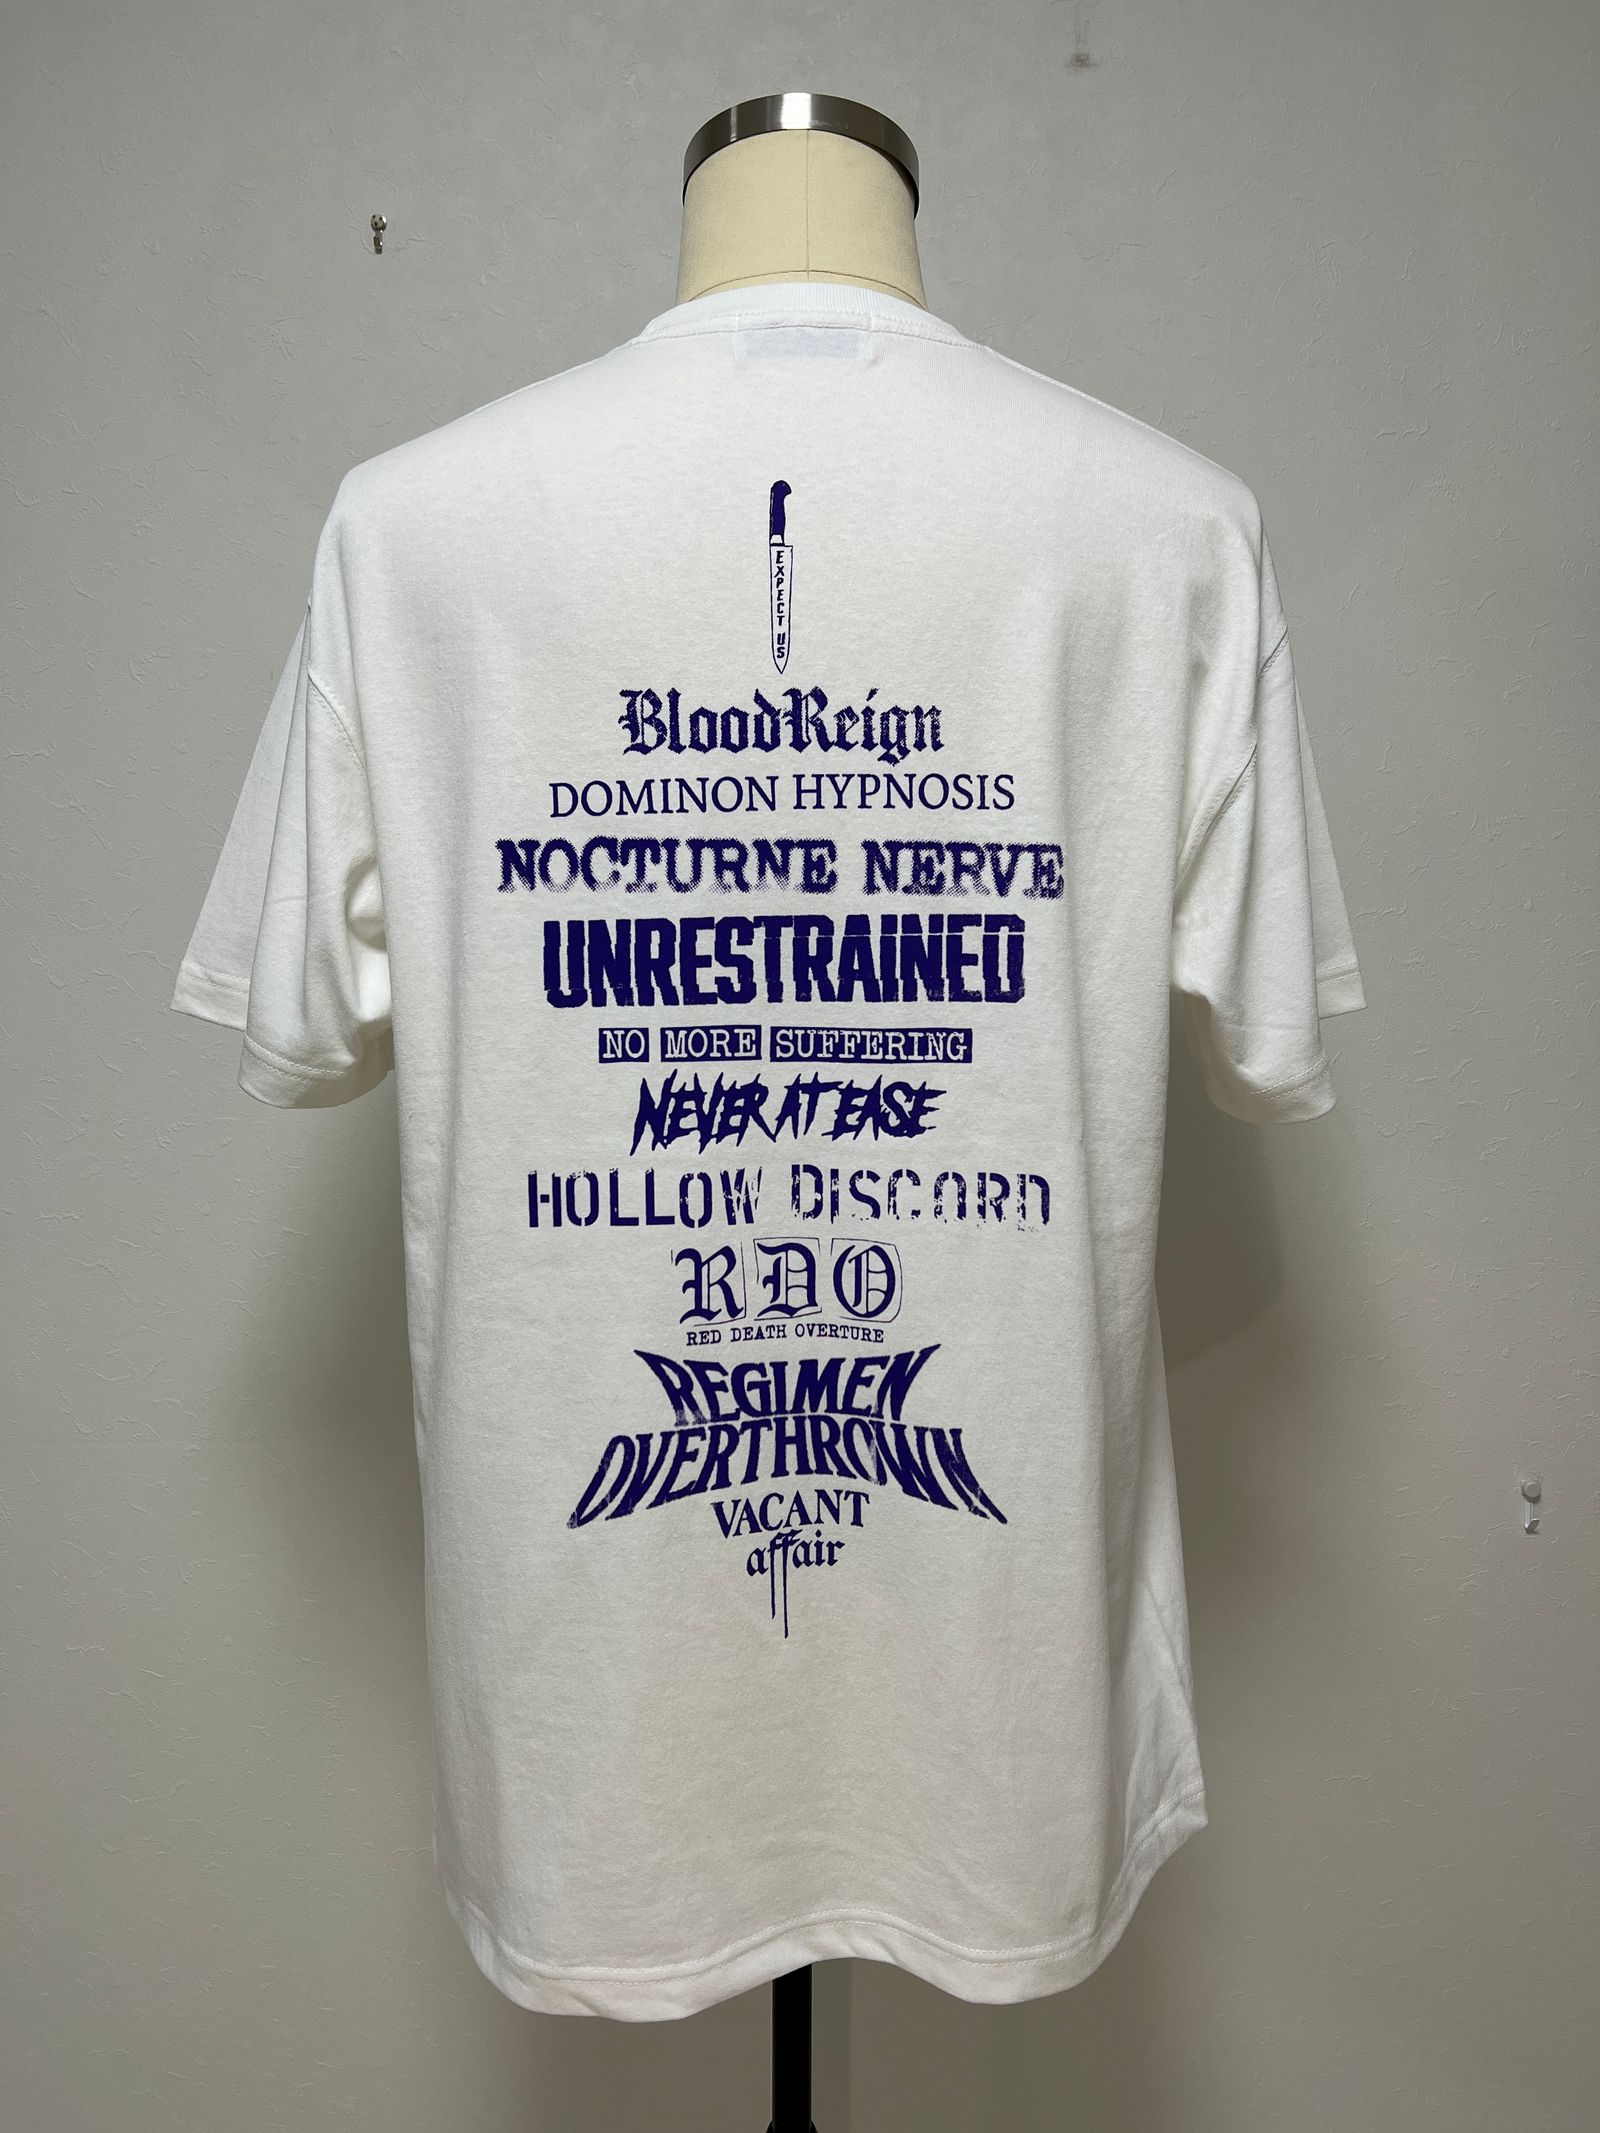 EXPECT US
BloodReign
DOMINON HYPNOSIS
NOCTURNE NERVE
UNRESTRAINED
NO MORE SUFFERING
NEVER AT EASE
HOLLOW DISCORD
RDO
RED DEATH OVERTURE
REGIMEN
OVERTHROWN
VACANT
affair